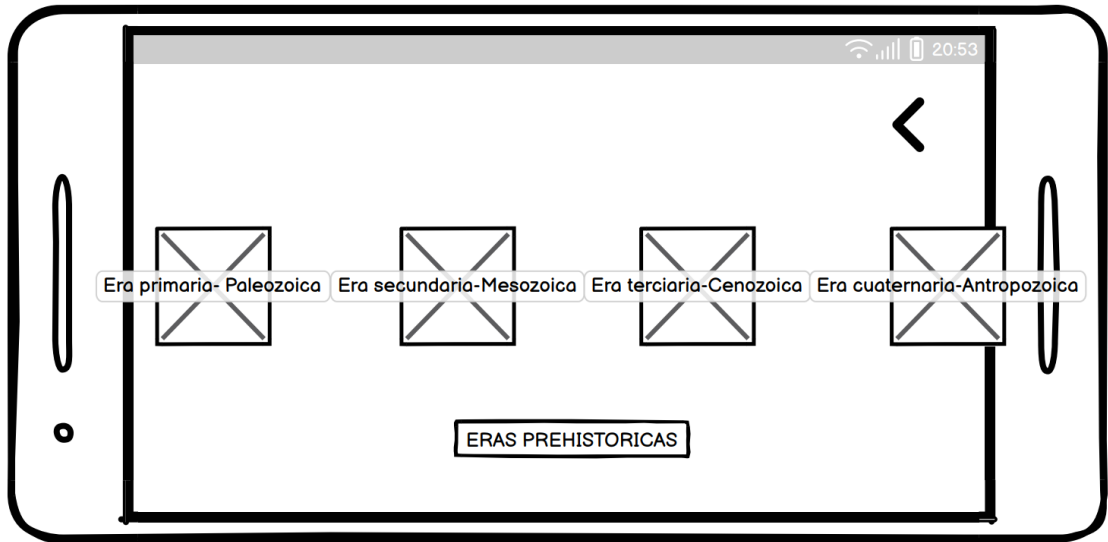 20:53
Era primaria- Paleozoica
Era secundaria-Mesozoica
Era terciaria-Cenozoica
Era cuaternaria-Antropozoica
ERAS PREHISTORICAS